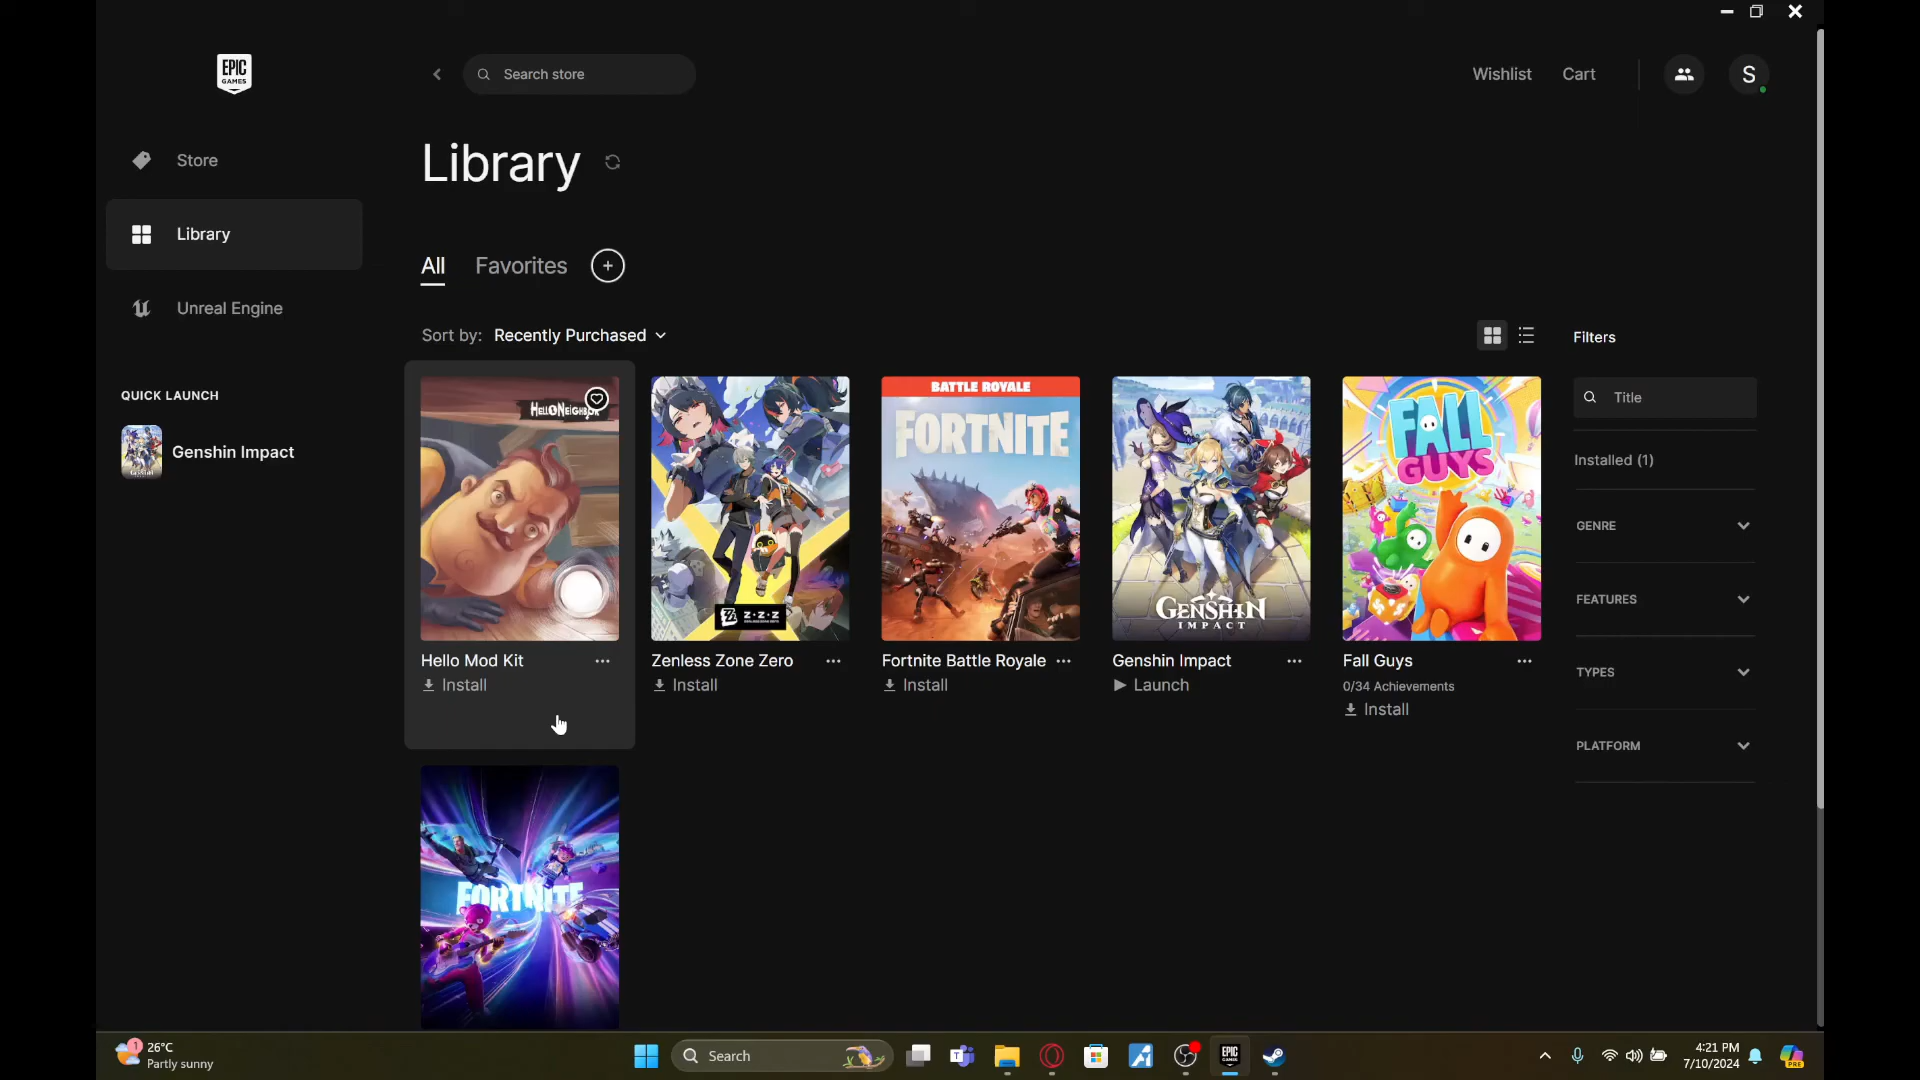 EPIC
GAMES
Search store
Wishlist
Cart
S
Store
Library
Unreal Engine
QUICK LAUNCH
Genshin Impact
Library
All
Favorites
Sort by: Recently Purchased
Filters
Title
Installed (1)
GENRE
FEATURES
TYPES
PLATFORM
BATTLE ROYALE
FORTNITE
FALL
GUYS
Z·Z·Z
GENSHIN
IMPACT
Hello Mod Kit
Install
Zenless Zone Zero
Install
Fortnite Battle Royale
Install
Genshin Impact
Launch
Fall Guys
0/34 Achievements
Install
FORTNITE
1
26°C
Partly sunny
Search
EPIC
4:21 PM
7/10/2024
PRE